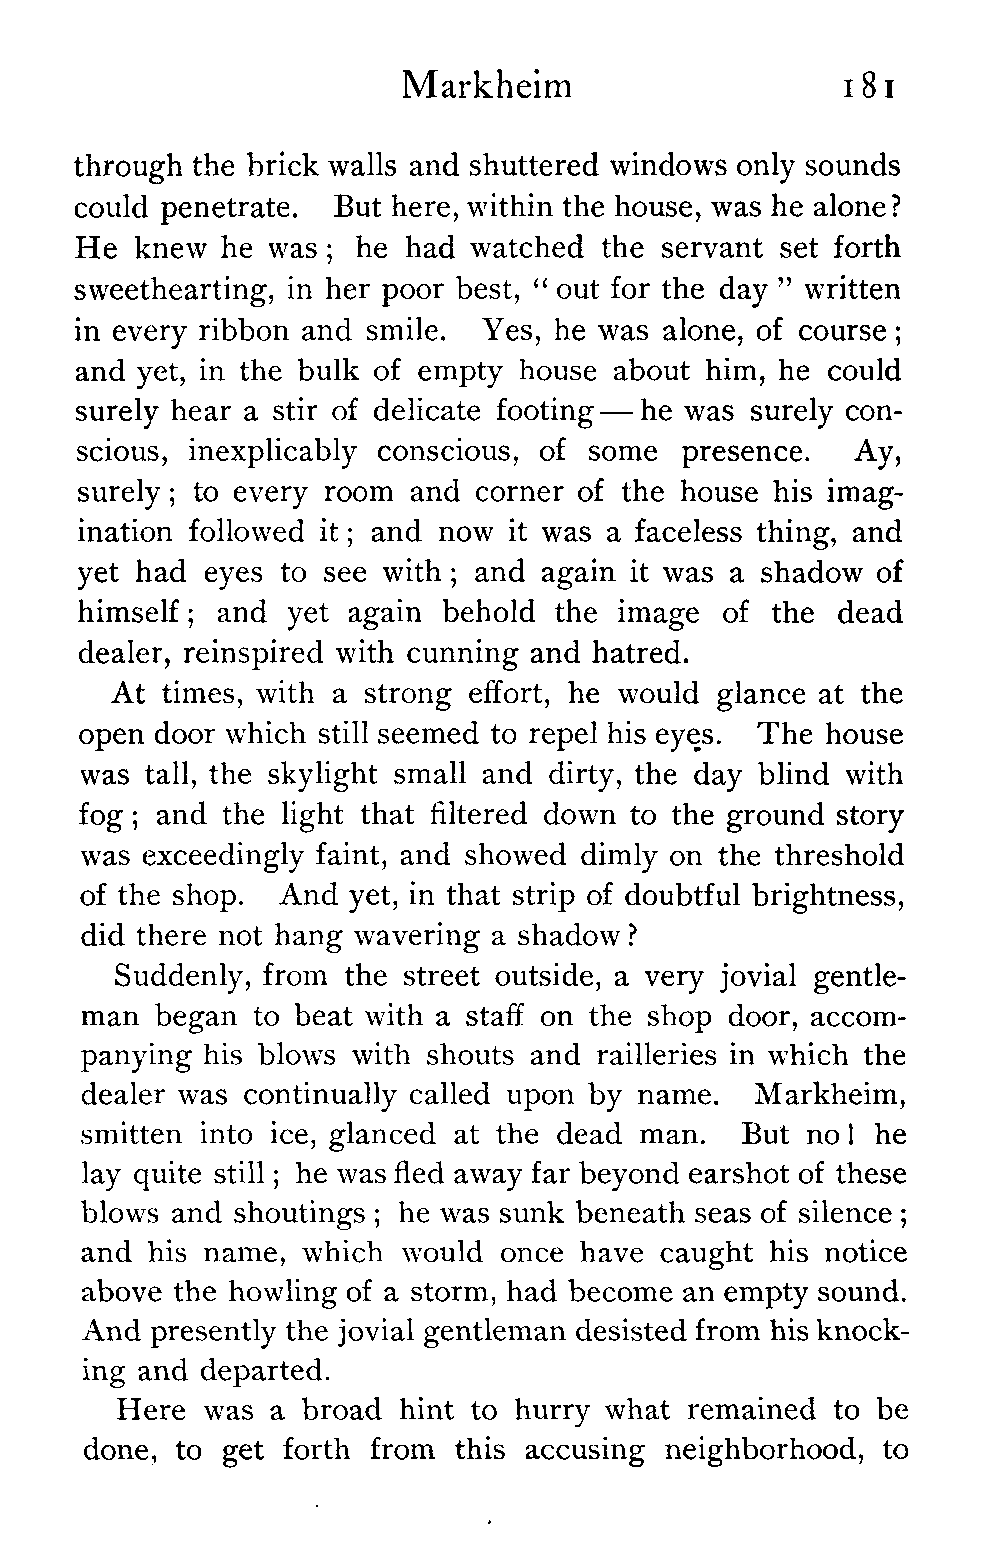 Markheim 181
through the brick walls and shuttered windows only sounds
could penetrate. But here, within the house, was he alone?
He knew he was; he had watched the servant set forth
sweethearting, in her poor best, “out for the day” written
in every ribbon and smile. Yes, he was alone, of course;
and yet, in the bulk of empty house about him, he could
surely hear a stir of delicate footing—he was surely con-
scious, inexplicably conscious, of some presence. Ay,
surely; to every room and corner of the house his imag-
ination followed it; and now it was a faceless thing, and
yet had eyes to see with; and again it was a shadow of
himself; and yet again behold the image of the dead
dealer, reinspired with cunning and hatred.
At times, with a strong effort, he would glance at the
open door which still seemed to repel his eyes. The house
was tall, the skylight small and dirty, the day blind with
fog; and the light that filtered down to the ground story
was exceedingly faint, and showed dimly on the threshold
of the shop. And yet, in that strip of doubtful brightness,
did there not hang wavering a shadow?
Suddenly, from the street outside, a very jovial gentle-
man began to beat with a staff on the shop door, accom-
panying his blows with shouts and railleries in which the
dealer was continually called upon by name. Markheim,
smitten into ice, glanced at the dead man. But no! he
lay quite still; he was fled away far beyond earshot of these
blows and shoutings; he was sunk beneath seas of silence;
and his name, which would once have caught his notice
above the howling of a storm, had become an empty sound.
And presently the jovial gentleman desisted from his knock-
ing and departed.
Here was a broad hint to hurry what remained to be
done, to get forth from this accusing neighborhood, to